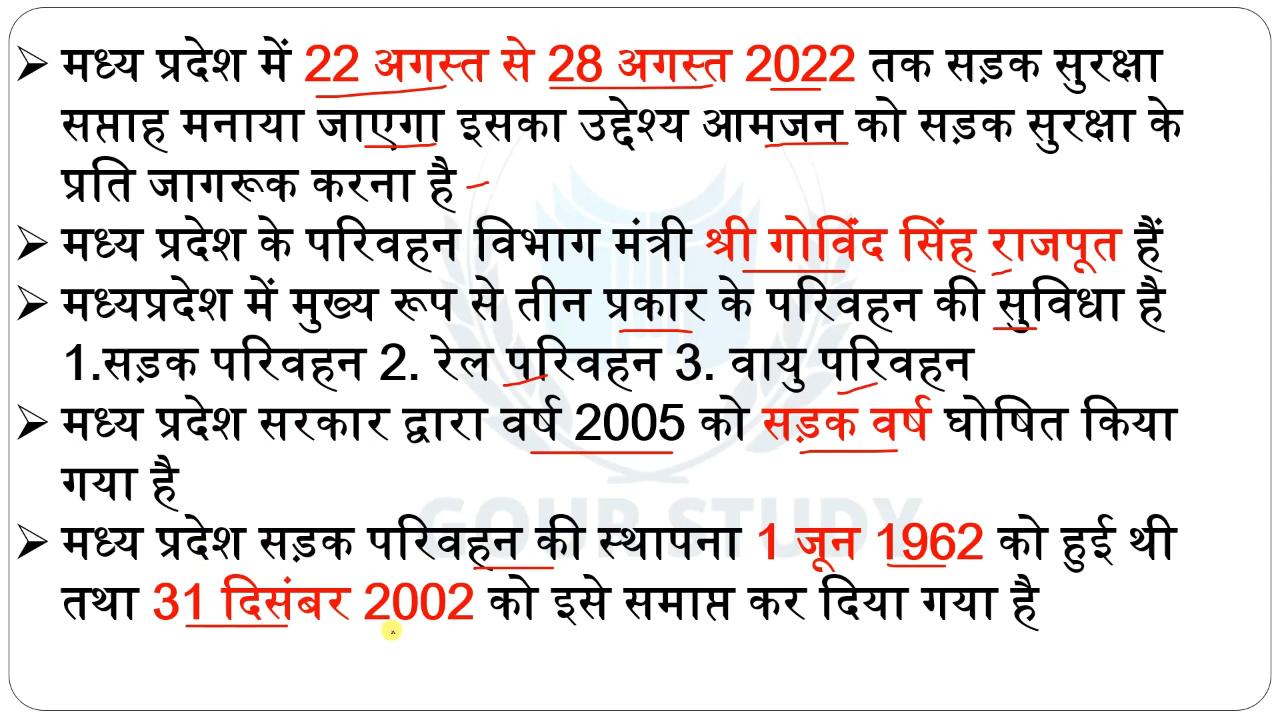 ➢ मध्य प्रदेश में 22 अगस्त से 28 अगस्त 2022 तक सड़क सुरक्षा
सप्ताह मनाया जाएगा इसका उद्देश्य आमजन को सड़क सुरक्षा के
प्रति जागरूक करना है
➢ मध्य प्रदेश के परिवहन विभाग मंत्री श्री गोविंद सिंह राजपूत हैं
➢ मध्यप्रदेश में मुख्य रूप से तीन प्रकार के परिवहन की सुविधा है
1.सड़क परिवहन 2. रेल परिवहन 3. वायु परिवहन
➢ मध्य प्रदेश सरकार द्वारा वर्ष 2005 को सड़क वर्ष घोषित किया
गया है
GOUR STUDY
➢ मध्य प्रदेश सड़क परिवहन की स्थापना 1 जून 1962 को हुई थी
तथा 31 दिसंबर 2002 को इसे समाप्त कर दिया गया है